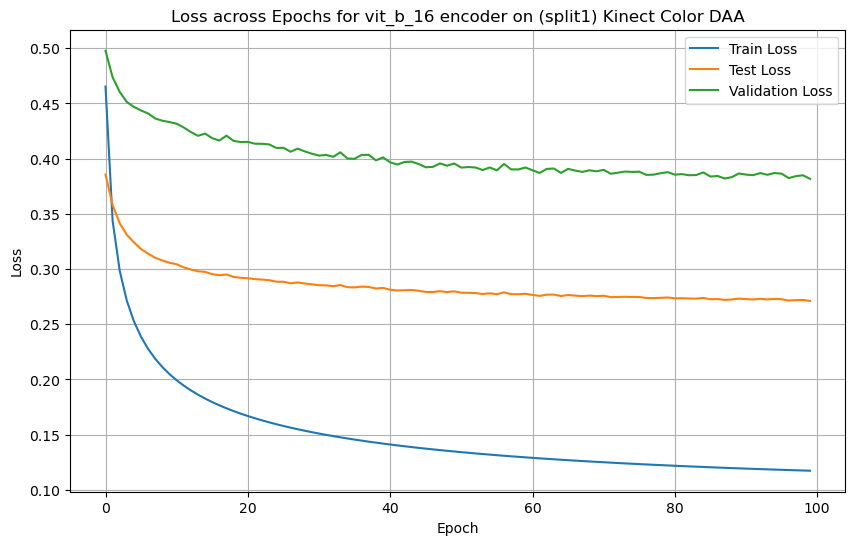 Loss across Epochs for vit_b_16 encoder on (split1) Kinect Color DAA
Train Loss
Test Loss
Validation Loss
0.50
0.45
0.40
0.35
0.30
0.25
0.20
0.15
0.10
Loss
0 20 40 60 80 100
Epoch